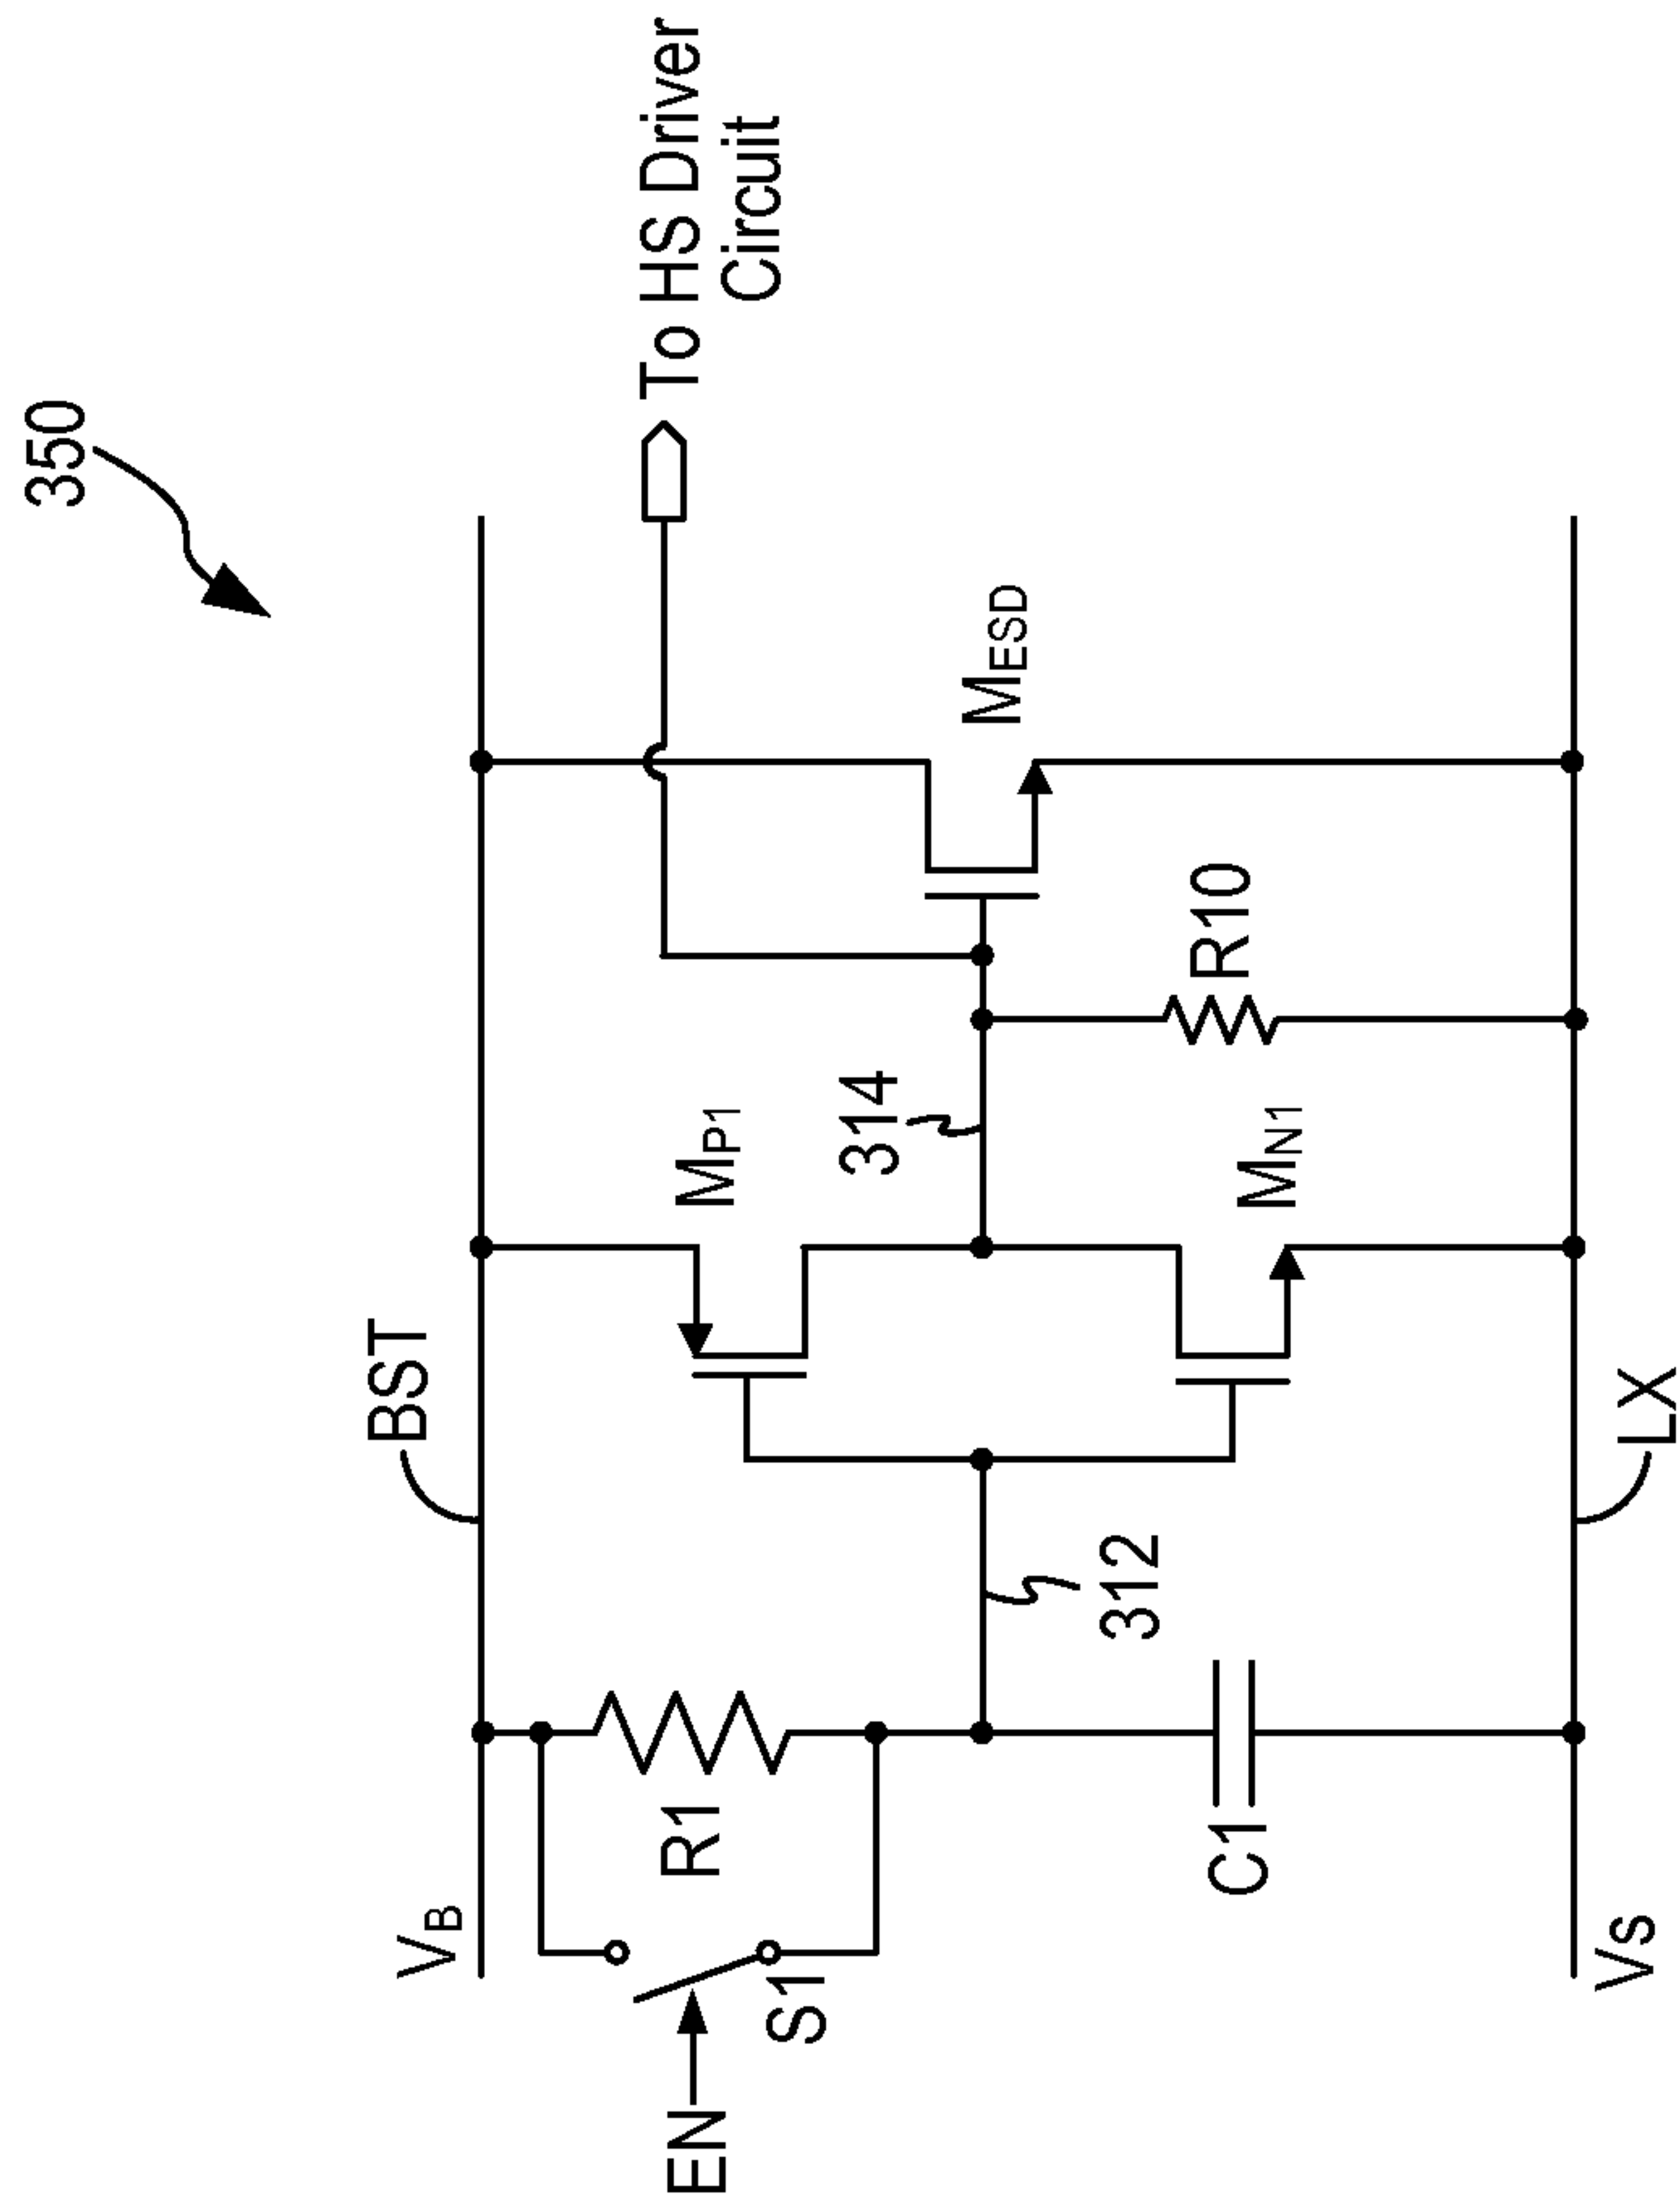 350
To HS Driver
Circuit
BST
VB
EN
S1
R1
C1
312
MP1
314
MN1
R10
MESD
LX
VS